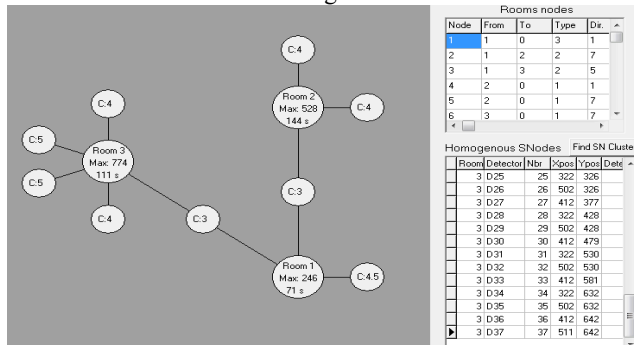 Rooms nodes
Node From To Type Dir.
1 1 0 3 1
2 1 2 2 7
3 1 3 2 5
4 2 0 1 1
5 2 0 1 7
6 3 0 1 7
Homogenous SNodes Find SN Cluste
Room Detector Nbr Xpos Ypos Dete
3 D25 25 322 326
3 D26 26 502 326
3 D27 27 412 377
3 D28 28 322 428
3 D29 29 502 428
3 D30 30 412 479
3 D31 31 322 530
3 D32 32 502 530
3 D33 33 412 581
3 D34 34 322 632
3 D35 35 502 632
3 D36 36 412 642
3 D37 37 511 642
C:4
Room 2
Max: 528
144 s
C:4
C:4
C:5
Room 3
Max: 774
111 s
C:5
C:4
C:3
C:3
Room 1
Max: 246
71 s
C:4.5